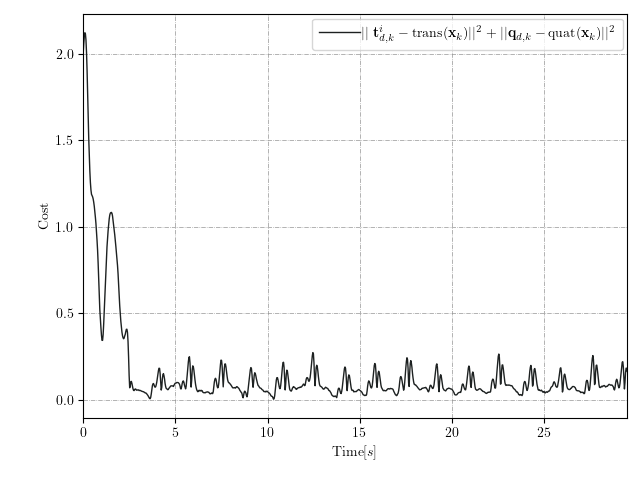 || t^i_{d,k} − trans(x_k)||^2 + ||q_{d,k} − quat(x_k)||^2
2.0
1.5
1.0
0.5
0.0
Cost
0 5 10 15 20 25
Time[s]